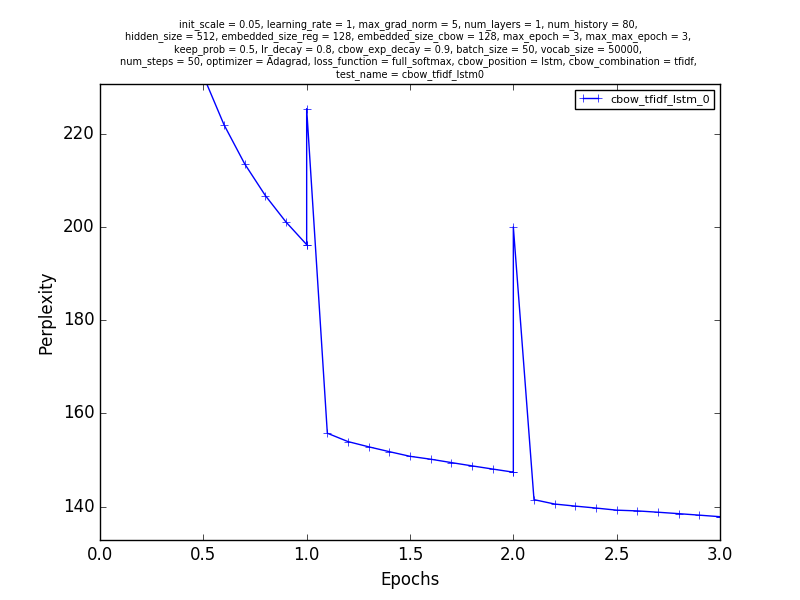 init_scale = 0.05, learning_rate = 1, max_grad_norm = 5, num_layers = 1, num_history = 80,
hidden_size = 512, embedded_size_reg = 128, embedded_size_cbow = 128, max_epoch = 3, max_max_epoch = 3,
keep_prob = 0.5, lr_decay = 0.8, cbow_exp_decay = 0.9, batch_size = 50, vocab_size = 50000,
num_steps = 50, optimizer = Adagrad, loss_function = full_softmax, cbow_position = lstm, cbow_combination = tfidf,
test_name = cbow_tfidf_lstm0
cbow_tfidf_lstm_0
220
200
180
160
140
Perplexity
0.0 0.5 1.0 1.5 2.0 2.5 3.0
Epochs